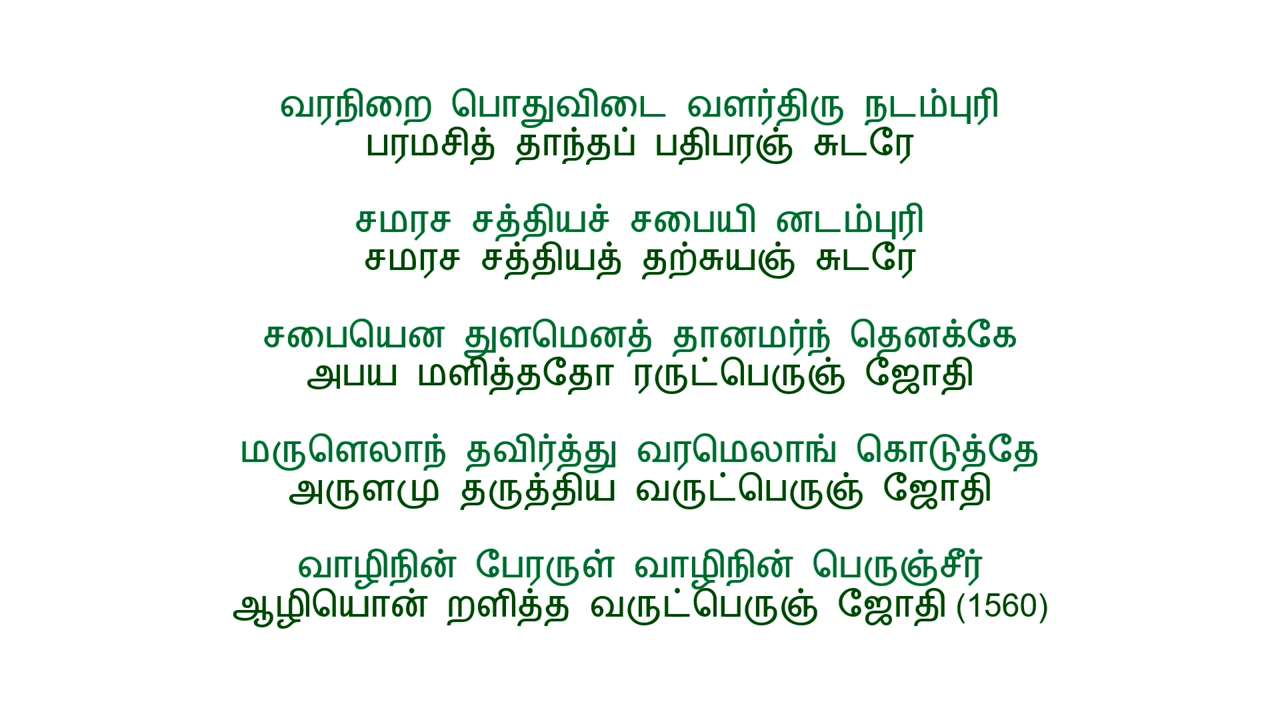 வரநிறை பொதுவிடை வளர்திரு நடம்புரி
பரமசித் தாந்தப் பதிபரஞ் சுடரே
சமரச சத்தியச் சபையி னடம்புரி
சமரச சத்தியத் தற்சுயஞ் சுடரே
சபையென துளமெனத் தானமர்ந் தெனக்கே
அபய மளித்ததோ ரருட்பெருஞ் ஜோதி
மருளெலாந் தவிர்த்து வரமெலாங் கொடுத்தே
அருளமு தருத்திய வருட்பெருஞ் ஜோதி
வாழிநின் பேரருள் வாழிநின் பெருஞ்சீர்
ஆழியொன் றளித்த வருட்பெருஞ் ஜோதி (1560)